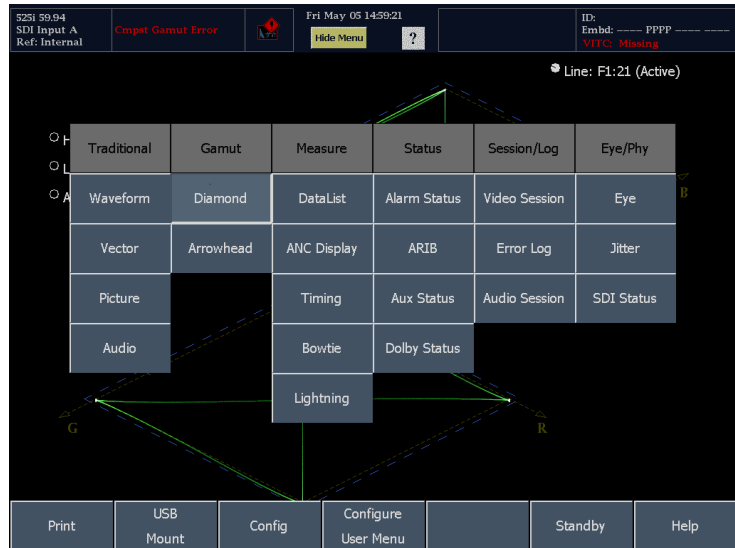 525i 59.94
SDI Input A
Ref: Internal
Cmpst Gamut Error
Fri May 05 14:59:21
Hide Menu
?
ID:
Embd: ---- PPPP ---- ----
VITC: Missing
Line: F1:21 (Active)
H
L
A
B
Traditional Gamut Measure Status Session/Log Eye/Phy
Waveform Diamond DataList Alarm Status Video Session Eye
Vector Arrowhead ANC Display ARIB Error Log Jitter
Picture Timing Aux Status Audio Session SDI Status
Audio Bowtie Dolby Status
Lightning
G
R
Print
USB
Mount
Config
Configure
User Menu
Standby
Help